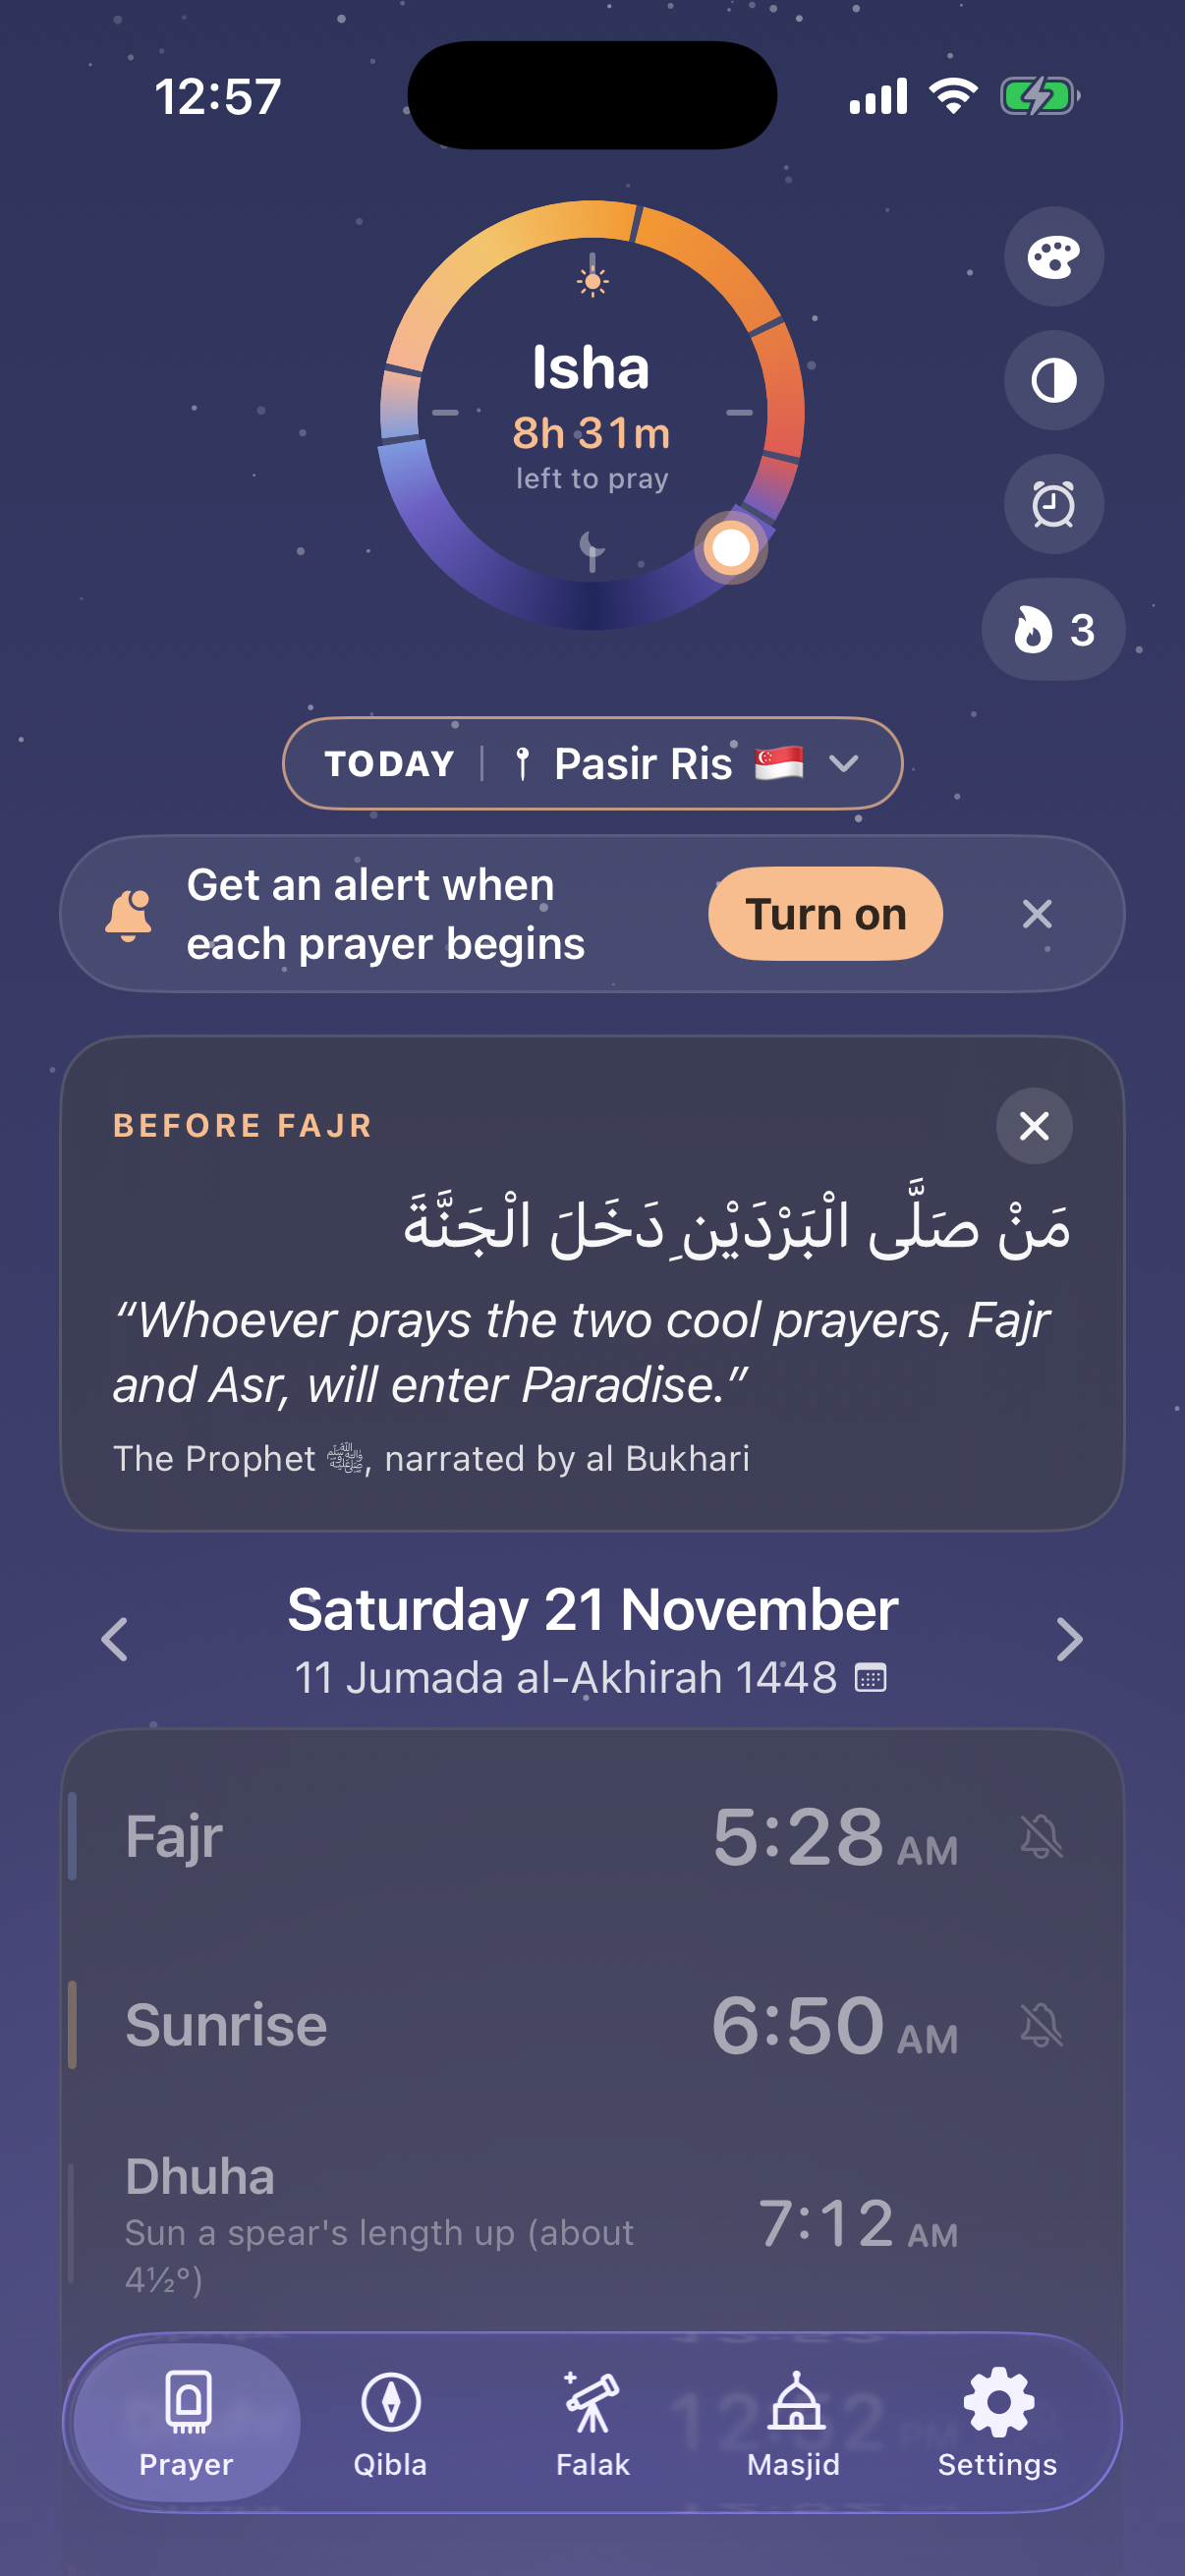 12:57
Isha
8h 31m
left to pray
3
TODAY | Pasir Ris
Get an alert when
each prayer begins
Turn on
BEFORE FAJR
مَنْ صَلَّى الْبَرْدَيْنِ دَخَلَ الْجَنَّةَ
“Whoever prays the two cool prayers, Fajr
and Asr, will enter Paradise.”
The Prophet ﷺ, narrated by al Bukhari
Saturday 21 November
11 Jumada al-Akhirah 1448
Fajr 5:28 AM
Sunrise 6:50 AM
Dhuha
Sun a spear's length up (about
4½°)
7:12 AM
Prayer
Qibla
Falak
Masjid
Settings